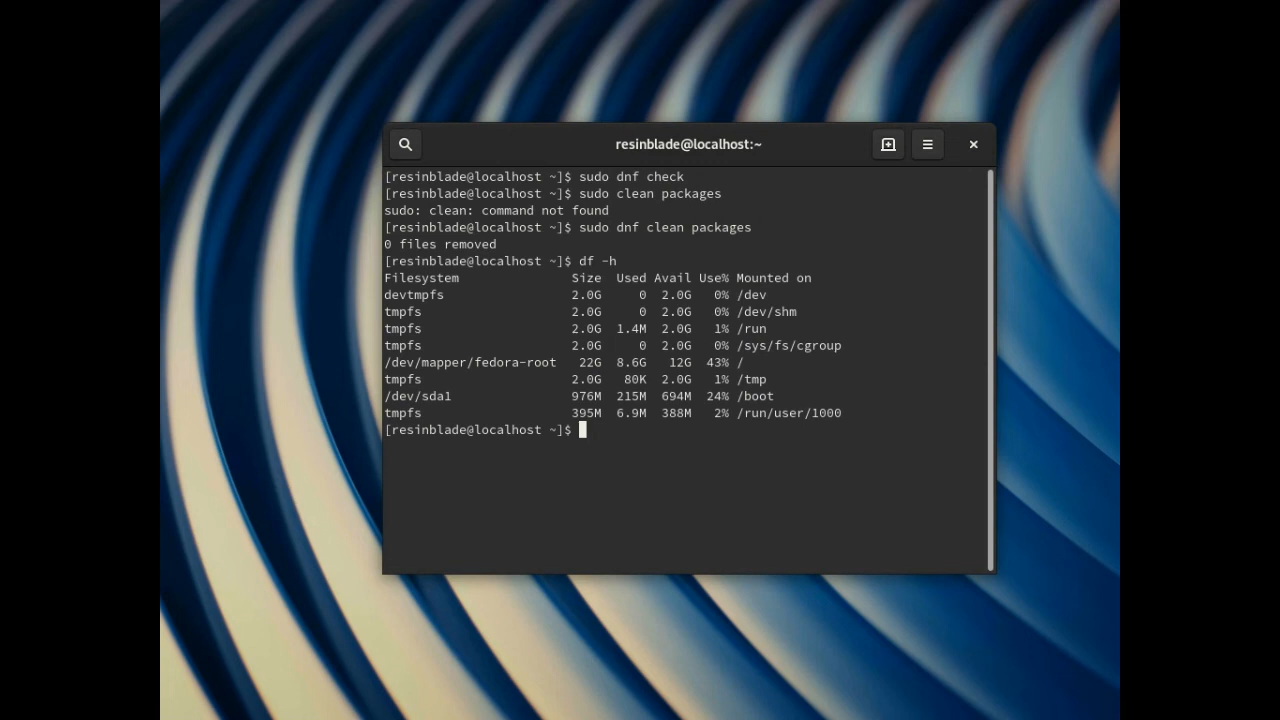 resinblade@localhost:~
[resinblade@localhost ~]$ sudo dnf check
[resinblade@localhost ~]$ sudo clean packages
sudo: clean: command not found
[resinblade@localhost ~]$ sudo dnf clean packages
0 files removed
[resinblade@localhost ~]$ df -h
Filesystem               Size  Used Avail Use% Mounted on
devtmpfs                 2.0G     0  2.0G   0% /dev
tmpfs                    2.0G     0  2.0G   0% /dev/shm
tmpfs                    2.0G  1.4M  2.0G   1% /run
tmpfs                    2.0G     0  2.0G   0% /sys/fs/cgroup
/dev/mapper/fedora-root   22G  8.6G   12G  43% /
tmpfs                    2.0G   80K  2.0G   1% /tmp
/dev/sda1                976M  215M  694M  24% /boot
tmpfs                    395M  6.9M  388M   2% /run/user/1000
[resinblade@localhost ~]$